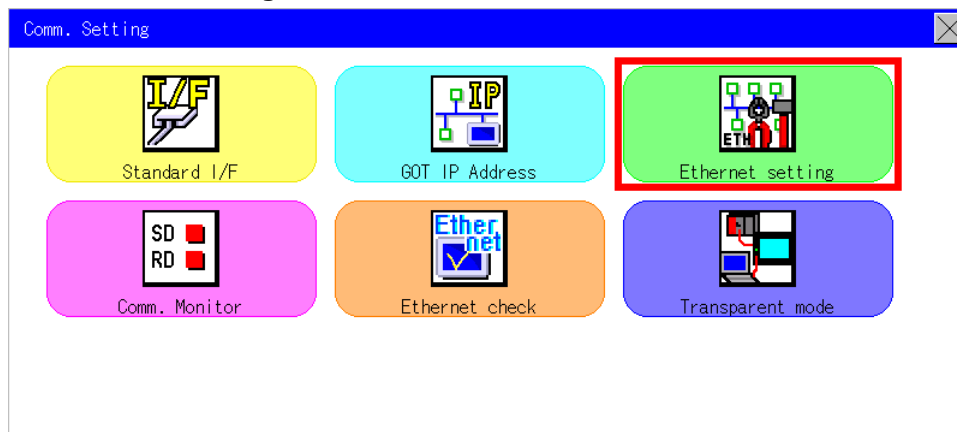 Comm. Setting
I/F
Standard I/F
IP
GOT IP Address
ETH
Ethernet setting
SD
RD
Comm. Monitor
Ether
net
Ethernet check
Transparent mode